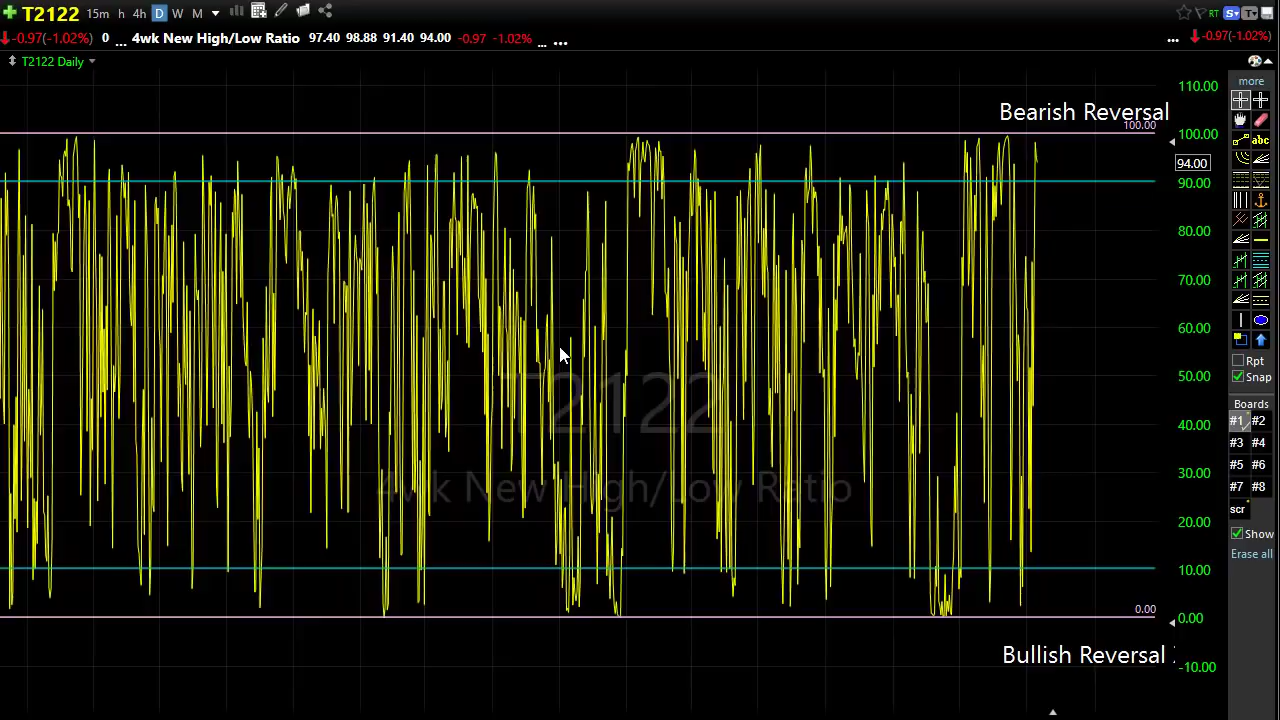 T2122 15m h 4h D W M RT S T
-0.97(-1.02%) 0 ... 4wk New High/Low Ratio 97.40 98.88 91.40 94.00 -0.97 -1.02% ... ... ... -0.97(-1.02%)
T2122 Daily
more
110.00
Bearish Reversal
100.00
100.00
94.00
90.00
abc
80.00
70.00
60.00
Rpt
50.00
Snap
T2122
Boards
40.00
#1 #2
#3 #4
30.00
#5 #6
4wk New High/Low Ratio
#7 #8
20.00
scr
Show
10.00
Erase all
0.00
0.00
Bullish Reversal
-10.00